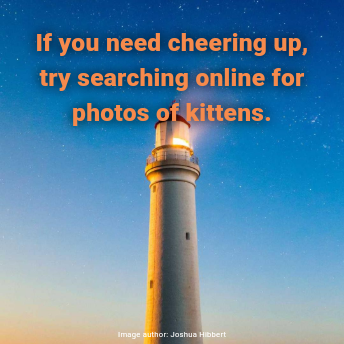 If you need cheering up,
try searching online for
photos of kittens.
Image author: Joshua Hibbert